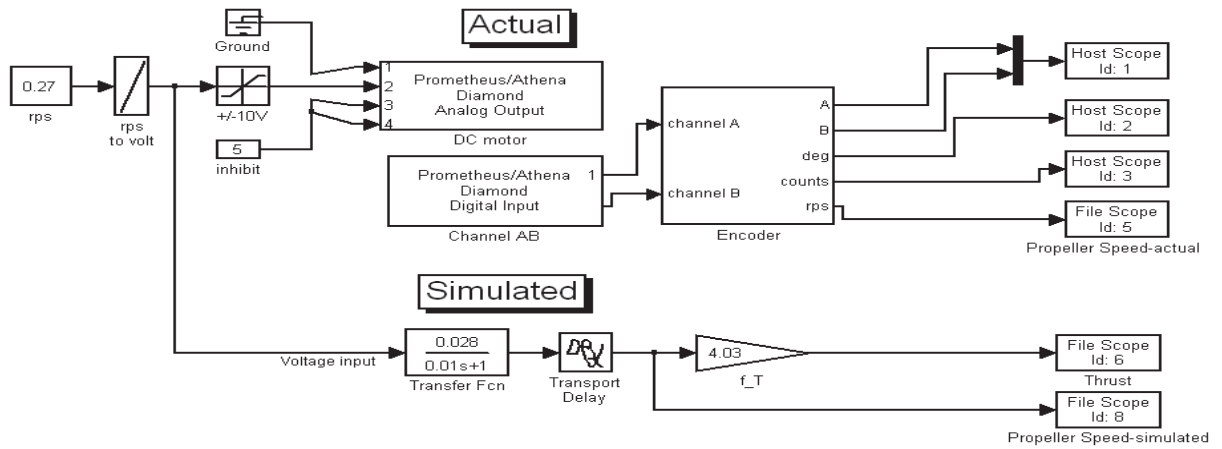 Actual
Ground
0.27
rps
rps
to volt
+/-10V
5
inhibit
1
2
3
4
Prometheus/Athena
Diamond
Analog Output
DC motor
Prometheus/Athena
Diamond
Digital Input
1
Channel AB
channel A
channel B
A
B
deg
counts
rps
Encoder
Host Scope
Id: 1
Host Scope
Id: 2
Host Scope
Id: 3
File Scope
Id: 5
Propeller Speed-actual
Simulated
Voltage input
0.028
0.01s+1
Transfer Fcn
Transport
Delay
4.03
f_T
File Scope
Id: 6
Thrust
File Scope
Id: 8
Propeller Speed-simulated